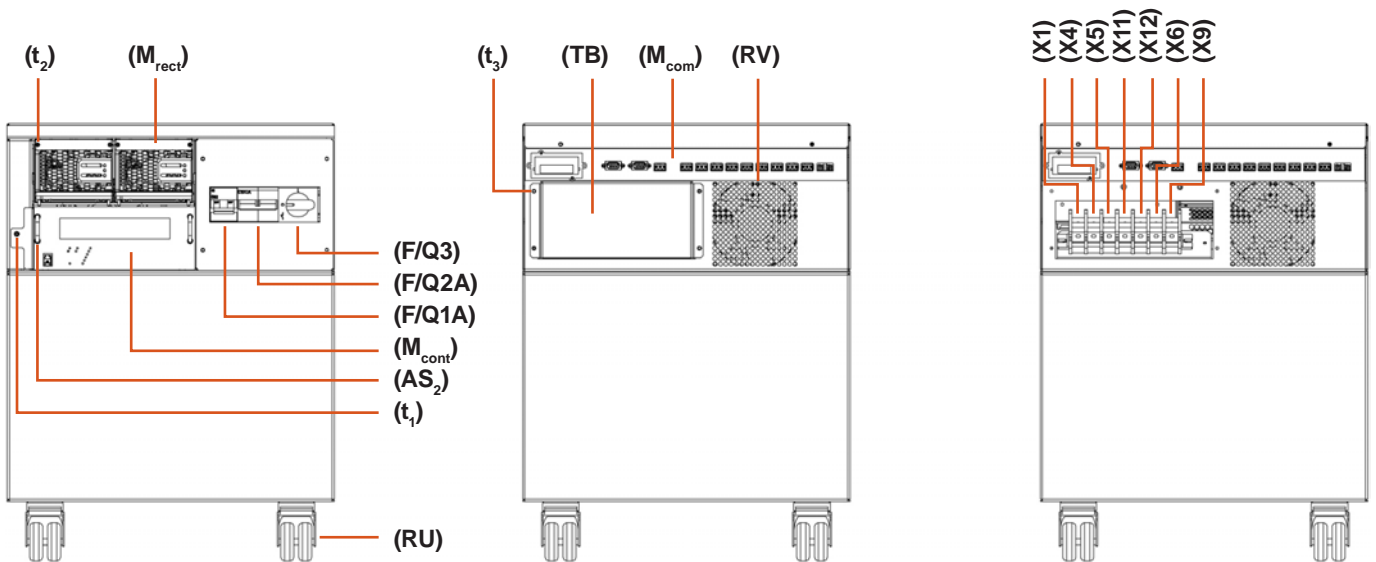 (t2) (Mrect)
(t3) (TB) (Mcom) (RV)
(X1)
(X4)
(X5)
(X11)
(X12)
(X6)
(X9)
(F/Q3)
(F/Q2A)
(F/Q1A)
(Mcont)
(AS2)
(t1)
(RU)